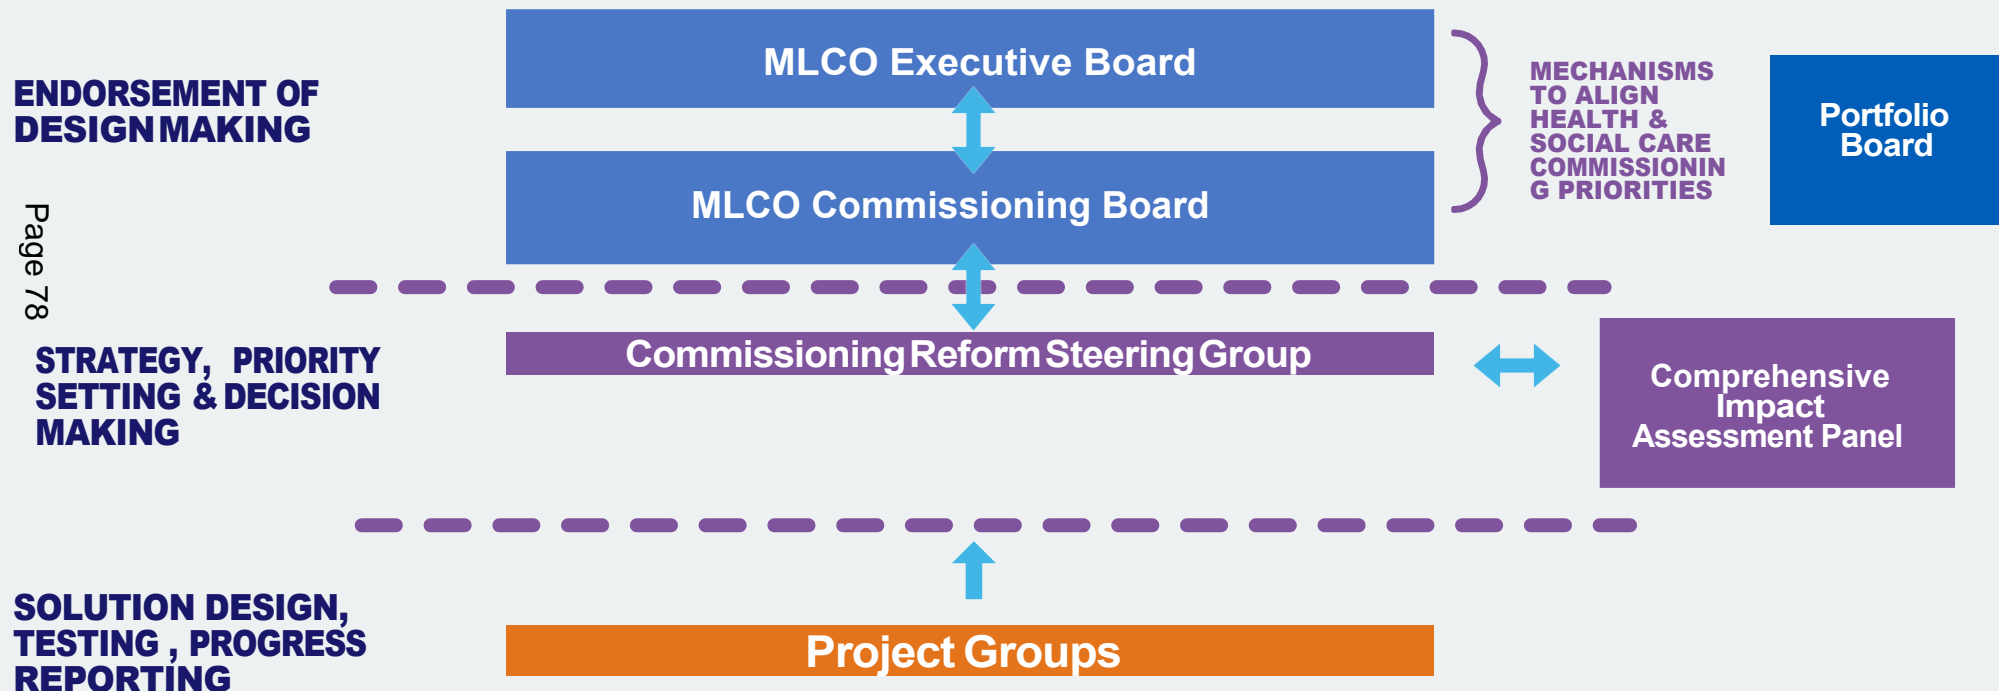 MLCO Executive Board
ENDORSEMENT OF
DESIGN MAKING
MECHANISMS
TO ALIGN
HEALTH &
SOCIAL CARE
COMMISSIONIN
G PRIORITIES
Portfolio
Board
MLCO Commissioning Board
Page 78
STRATEGY, PRIORITY
SETTING & DECISION
MAKING
Commissioning Reform Steering Group
Comprehensive
Impact
Assessment Panel
SOLUTION DESIGN,
TESTING , PROGRESS
REPORTING
Project Groups